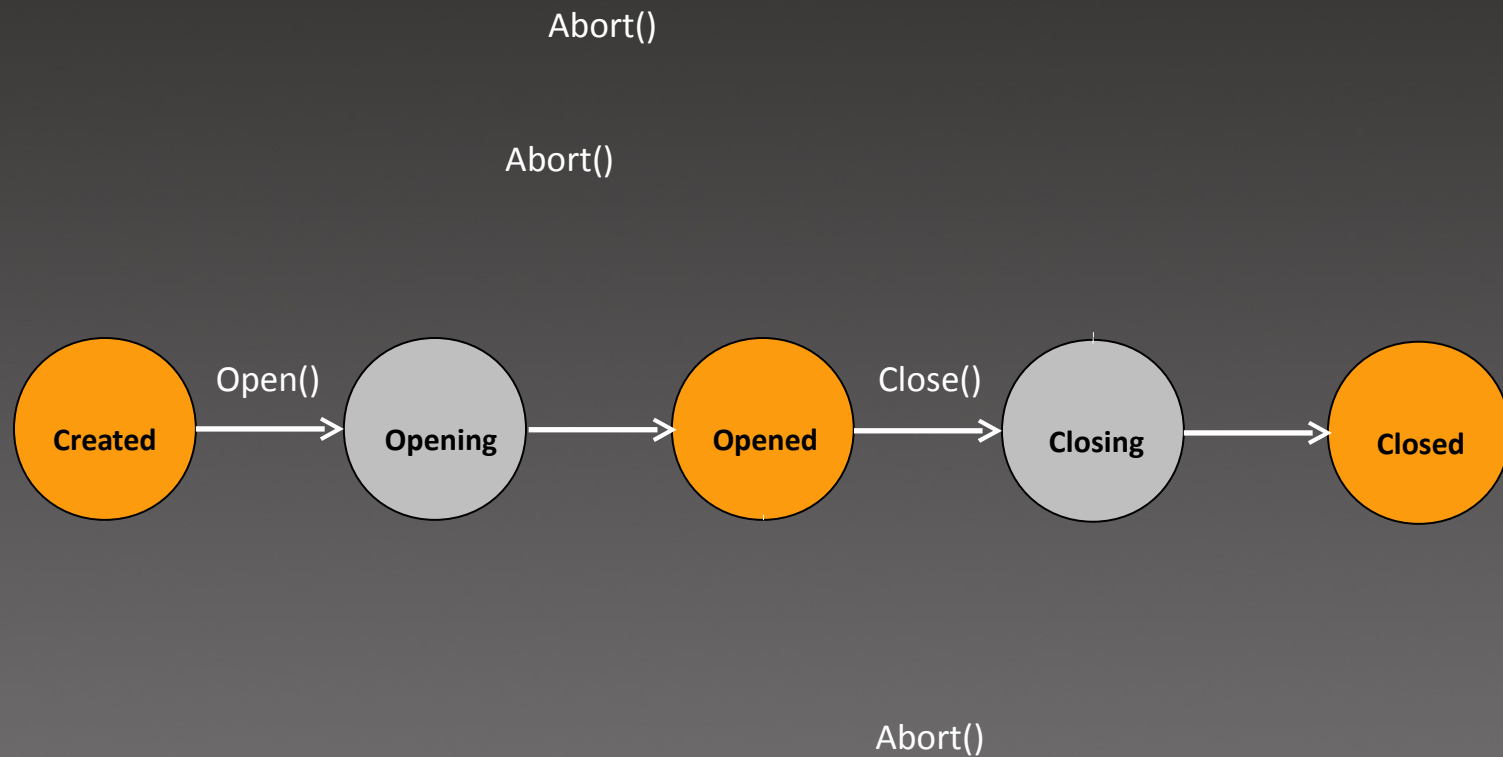 Abort()
Abort()
Open()
Close()
Created
Opening
Opened
Closing
Closed
Abort()